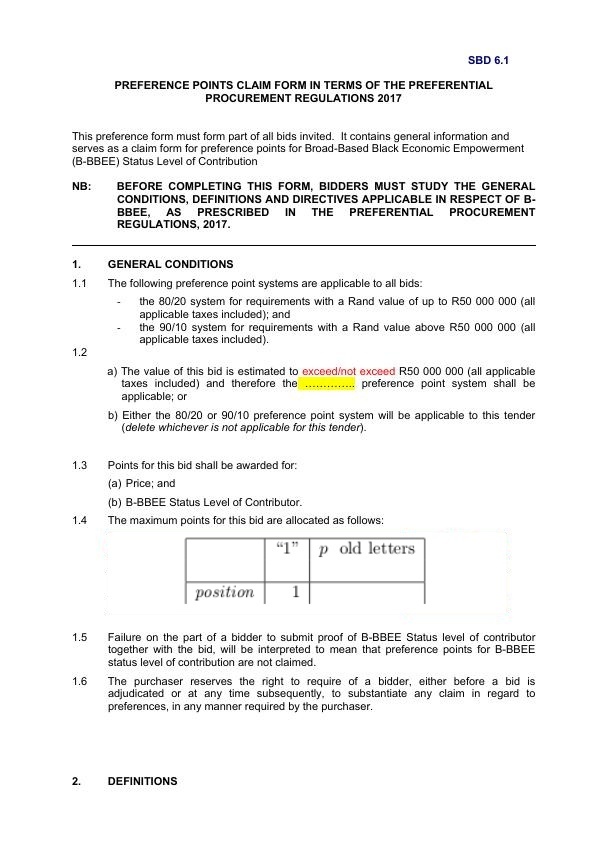 SBD 6.1
PREFERENCE POINTS CLAIM FORM IN TERMS OF THE PREFERENTIAL
PROCUREMENT REGULATIONS 2017
This preference form must form part of all bids invited. It contains general information and
serves as a claim form for preference points for Broad-Based Black Economic Empowerment
(B-BBEE) Status Level of Contribution
NB: BEFORE COMPLETING THIS FORM, BIDDERS MUST STUDY THE GENERAL
CONDITIONS, DEFINITIONS AND DIRECTIVES APPLICABLE IN RESPECT OF B-
BBEE, AS PRESCRIBED IN THE PREFERENTIAL PROCUREMENT
REGULATIONS, 2017.
1. GENERAL CONDITIONS
1.1 The following preference point systems are applicable to all bids:
- the 80/20 system for requirements with a Rand value of up to R50 000 000 (all
applicable taxes included); and
- the 90/10 system for requirements with a Rand value above R50 000 000 (all
applicable taxes included).
1.2
a) The value of this bid is estimated to exceed/not exceed R50 000 000 (all applicable
taxes included) and therefore the ………….. preference point system shall be
applicable; or
b) Either the 80/20 or 90/10 preference point system will be applicable to this tender
(delete whichever is not applicable for this tender).
1.3 Points for this bid shall be awarded for:
(a) Price; and
(b) B-BBEE Status Level of Contributor.
1.4 The maximum points for this bid are allocated as follows:
“1” p old letters
position 1
1.5 Failure on the part of a bidder to submit proof of B-BBEE Status level of contributor
together with the bid, will be interpreted to mean that preference points for B-BBEE
status level of contribution are not claimed.
1.6 The purchaser reserves the right to require of a bidder, either before a bid is
adjudicated or at any time subsequently, to substantiate any claim in regard to
preferences, in any manner required by the purchaser.
2. DEFINITIONS